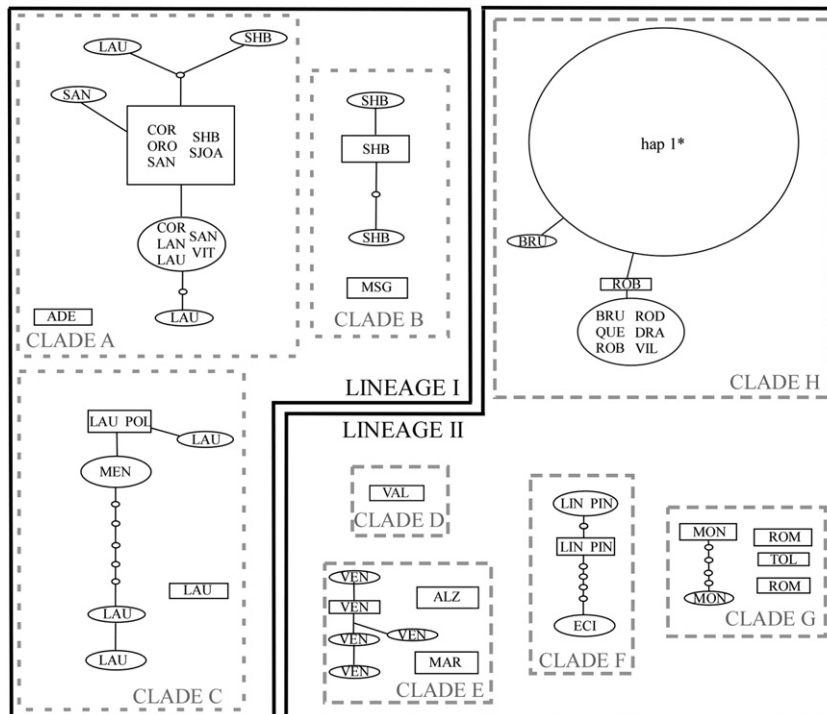 LAU
SHB
SAN
COR
ORO
SAN
SHB
SJOA
COR
LAN
LAU
SAN
VIT
LAU
ADE
CLADE A
SHB
SHB
SHB
MSG
CLADE B
LINEAGE I
hap 1*
BRU
ROB
BRU ROD
QUE DRA
ROB VIL
CLADE H
LAU POL
LAU
MEN
LAU
LAU
LAU
CLADE C
LINEAGE II
VAL
CLADE D
VEN
VEN
VEN
VEN
VEN
ALZ
MAR
CLADE E
LIN PIN
LIN PIN
ECI
CLADE F
MON
MON
ROM
TOL
ROM
CLADE G